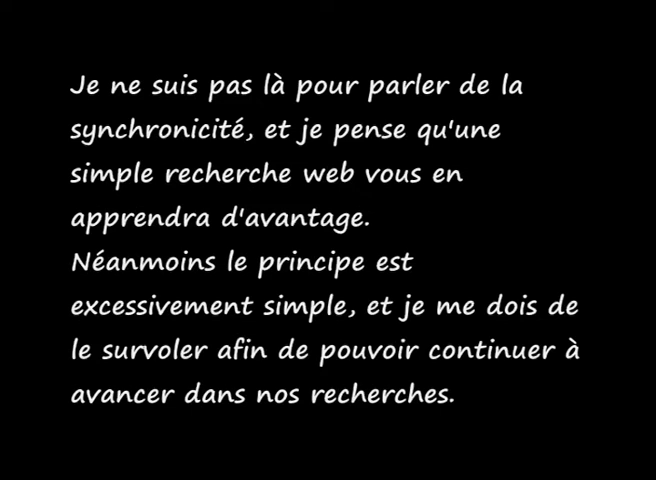 Je ne suis pas là pour parler de la
synchronicité, et je pense qu'une
simple recherche web vous en
apprendra d'avantage.
Néanmoins le principe est
excessivement simple, et je me dois de
le survoler afin de pouvoir continuer à
avancer dans nos recherches.